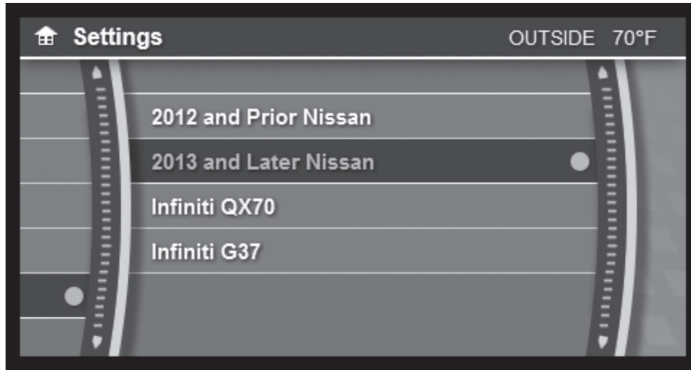 Settings OUTSIDE 70°F
2012 and Prior Nissan
2013 and Later Nissan
Infiniti QX70
Infiniti G37